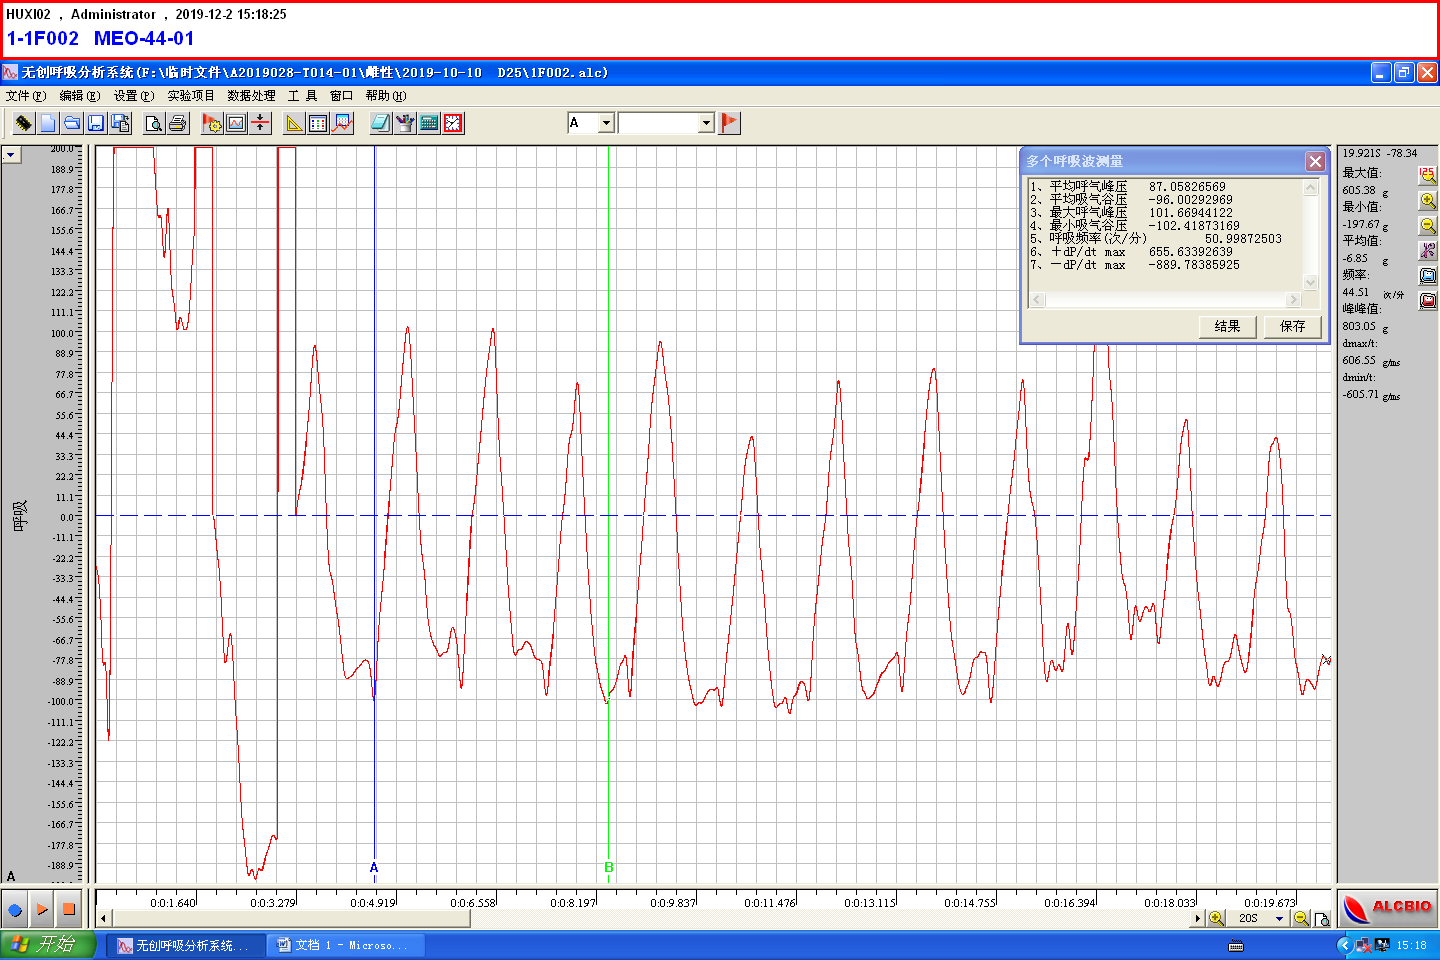 HUXI02 , Administrator , 2019-12-2 15:18:25
1-1F002 MEO-44-01
无创呼吸分析系统(F:\临时文件\A2019028-T014-01\雌性\2019-10-10 D25\1F002.alc)
文件(F) 编辑(E) 设置(P) 实验项目 数据处理 工 具 窗口 帮助(H)
A
200.0
188.9
177.8
166.7
155.6
144.4
133.3
122.2
111.1
100.0
88.9
77.8
66.7
55.6
44.4
33.3
22.2
11.1
0.0
-11.1
-22.2
-33.3
-44.4
-55.6
-66.7
-77.8
-88.9
-100.0
-111.1
-122.2
-133.3
-144.4
-155.6
-166.7
-177.8
-188.9
呼吸
A
A
B
多个呼吸波测量
1、平均呼气峰压 87.05826569
2、平均吸气谷压 -96.00292969
3、最大呼气峰压 101.66944122
4、最小吸气谷压 -102.41873169
5、呼吸频率(次/分) 50.99872503
6、＋dP/dt max 655.63392639
7、－dP/dt max -889.78385925
结果 保存
19.921S -78.34
最大值:
605.38 g
最小值:
-197.67 g
平均值:
-6.85 g
频率:
44.51 次/分
峰峰值:
803.05 g
dmax/t:
606.55 g/ms
dmin/t:
-605.71 g/ms
125
0:0:1.640 0:0:3.279 0:0:4.919 0:0:6.558 0:0:8.197 0:0:9.837 0:0:11.476 0:0:13.115 0:0:14.755 0:0:16.394 0:0:18.033 0:0:19.673
20S
ALCBIO
开始 无创呼吸分析系统... 文档 1 - Microso... 15:18